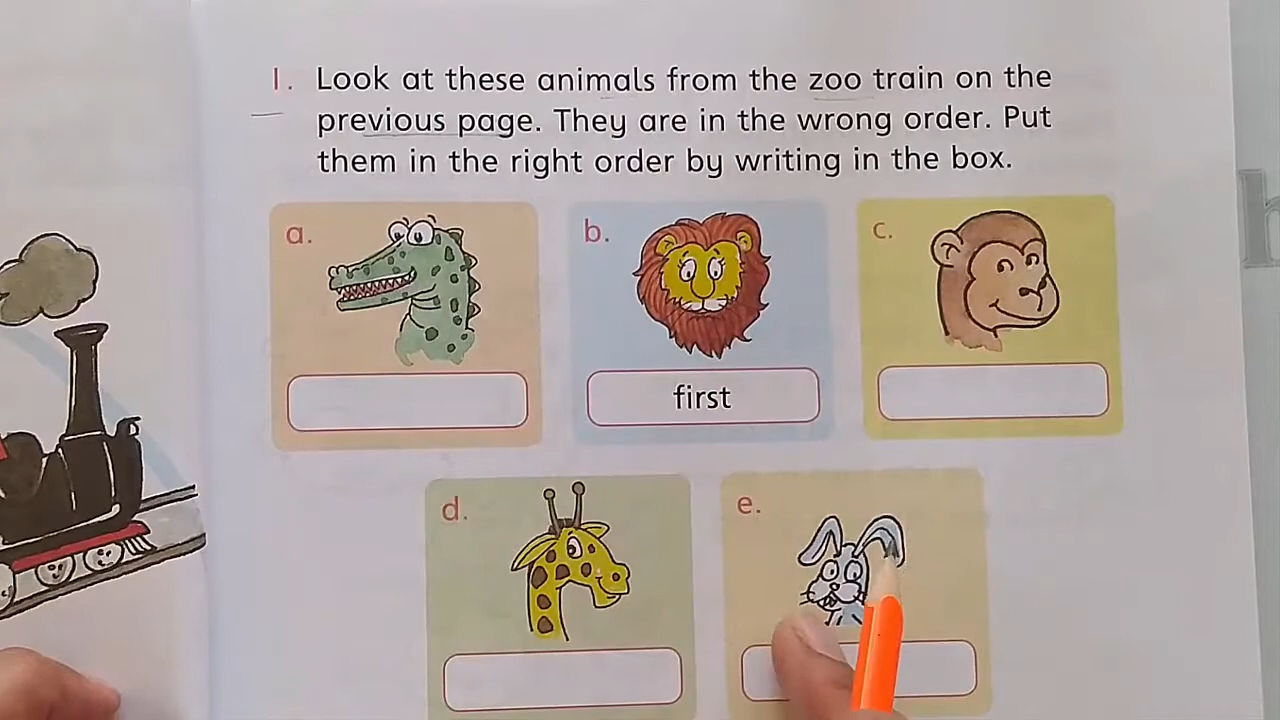 1. Look at these animals from the zoo train on the
previous page. They are in the wrong order. Put
them in the right order by writing in the box.
a.
b.
c.
first
d.
e.